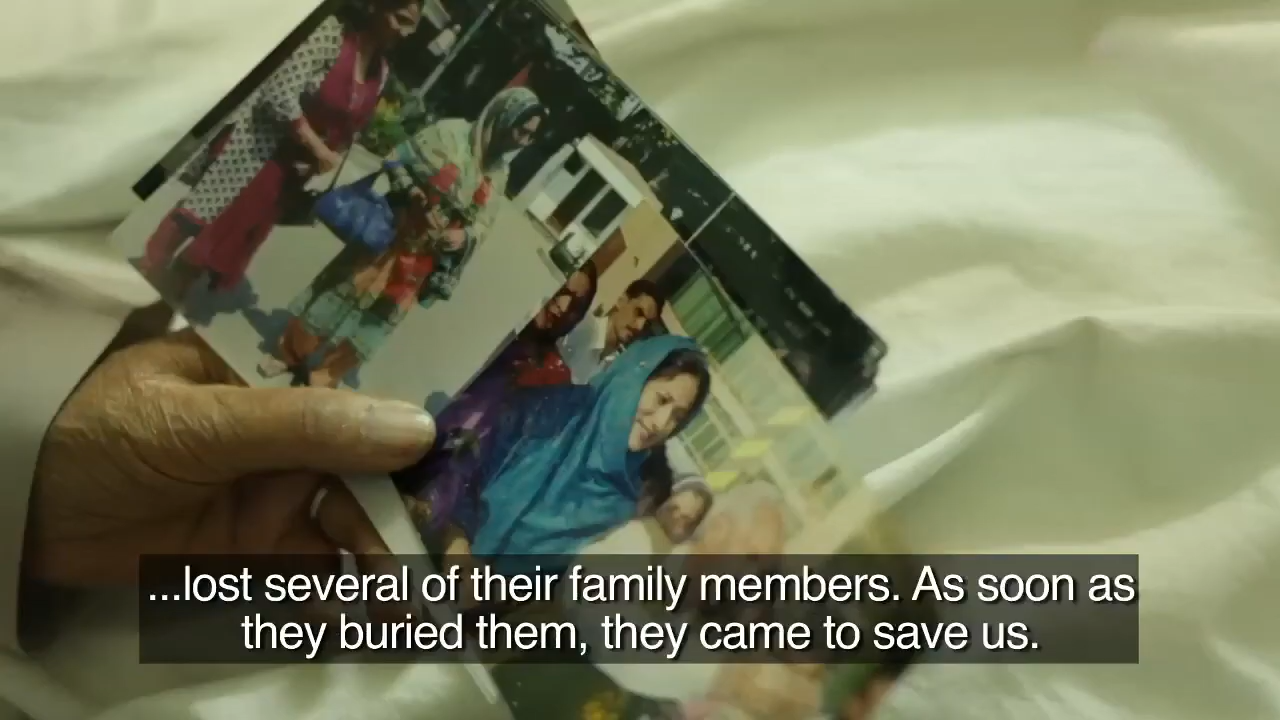 ...lost several of their family members. As soon as
they buried them, they came to save us.